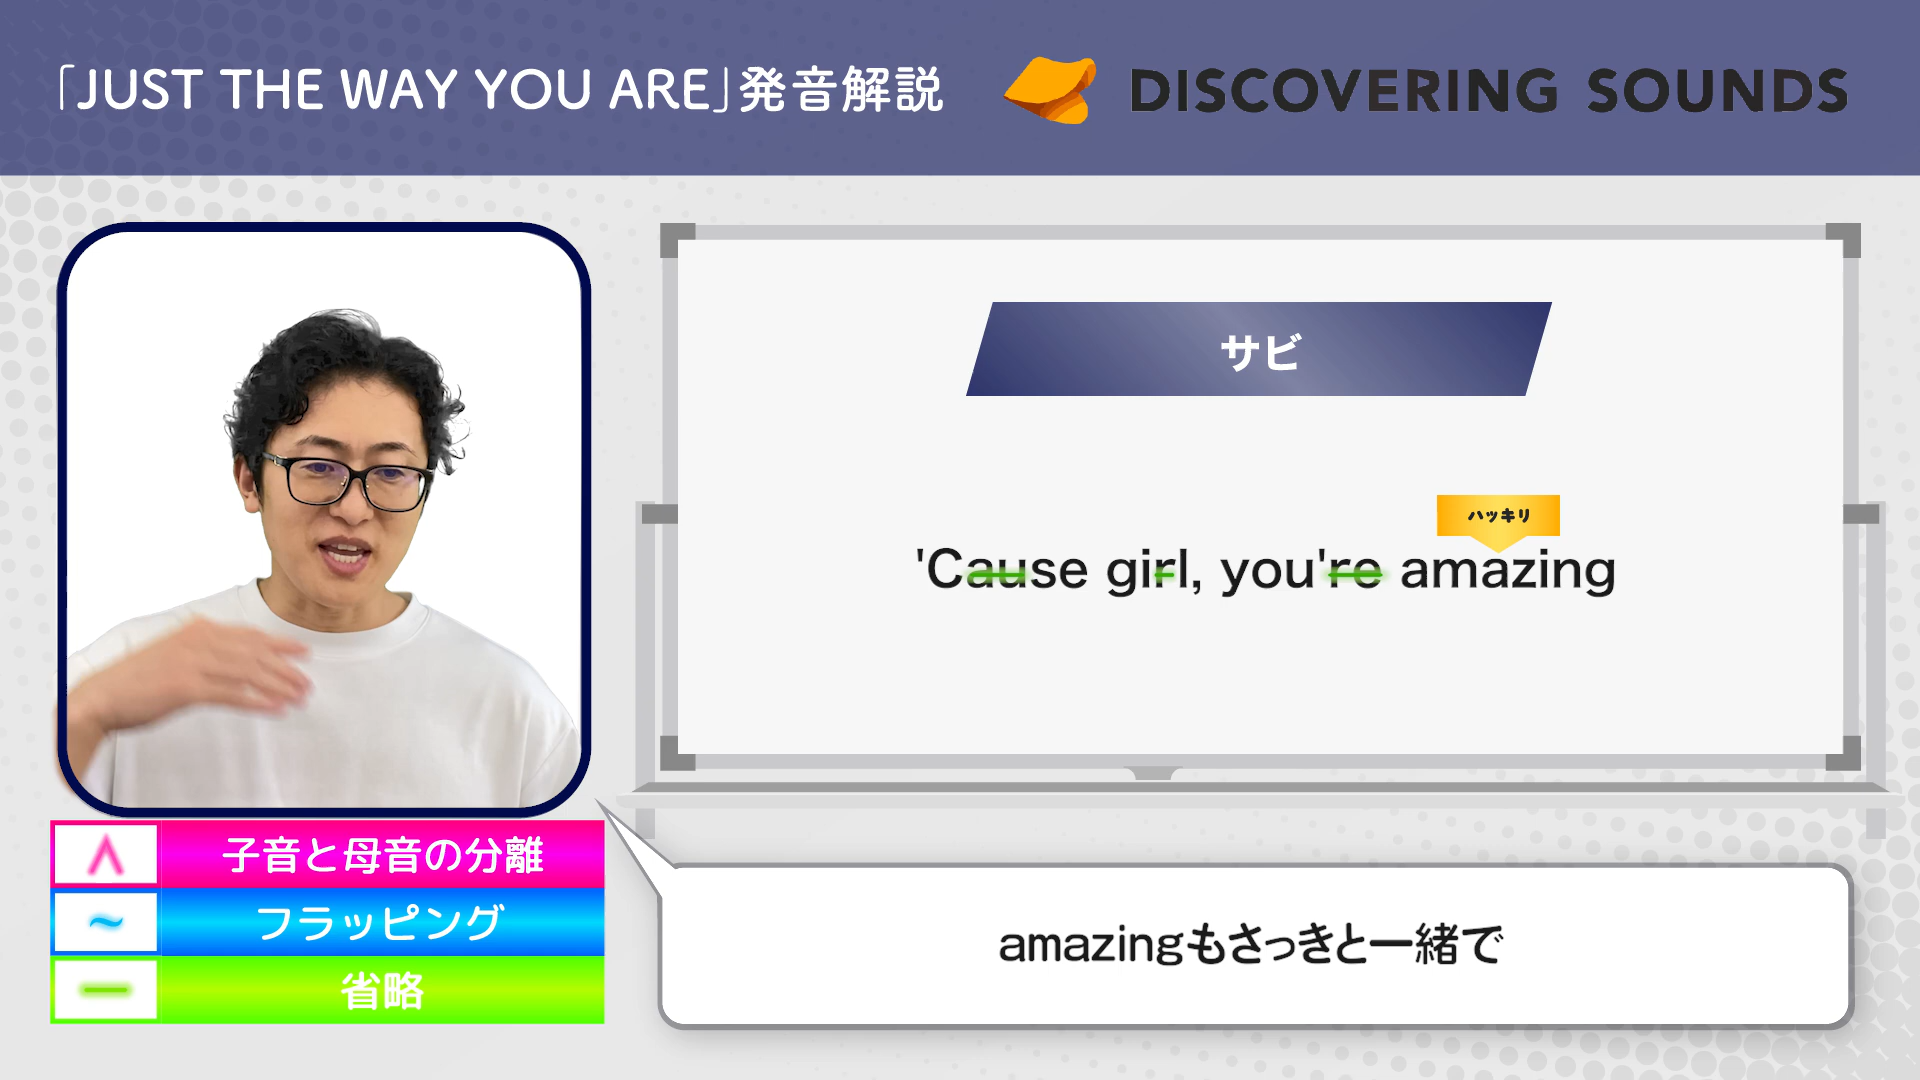 「JUST THE WAY YOU ARE」発音解説
DISCOVERING SOUNDS
サビ
ハッキリ
'Cause girl, you're amazing
子音と母音の分離
フラッピング
省略
amazingもさっきと一緒で